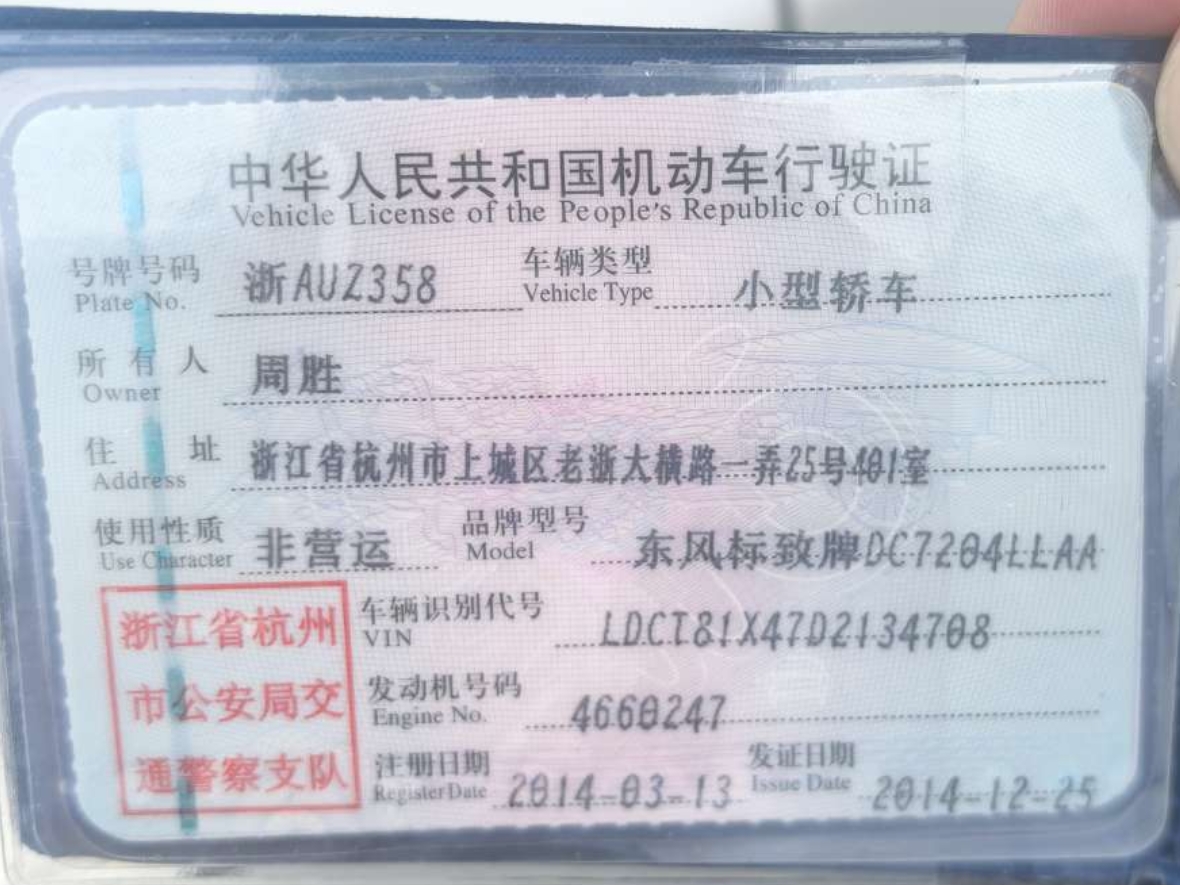 中华人民共和国机动车行驶证
Vehicle License of the People's Republic of China
号牌号码 浙AUZ358 车辆类型 小型轿车
Plate No. Vehicle Type
所有人 周胜
Owner
住址 浙江省杭州市上城区老浙大横路一弄25号401室
Address
使用性质 非营运 品牌型号 东风标致牌DC7204LLAA
Use Character Model
浙江省杭州
市公安局交
通警察支队
车辆识别代号 LDCT81X47D2134708
VIN
发动机号码 4660247
Engine No.
注册日期 2014-03-13 发证日期 2014-12-25
Register Date Issue Date